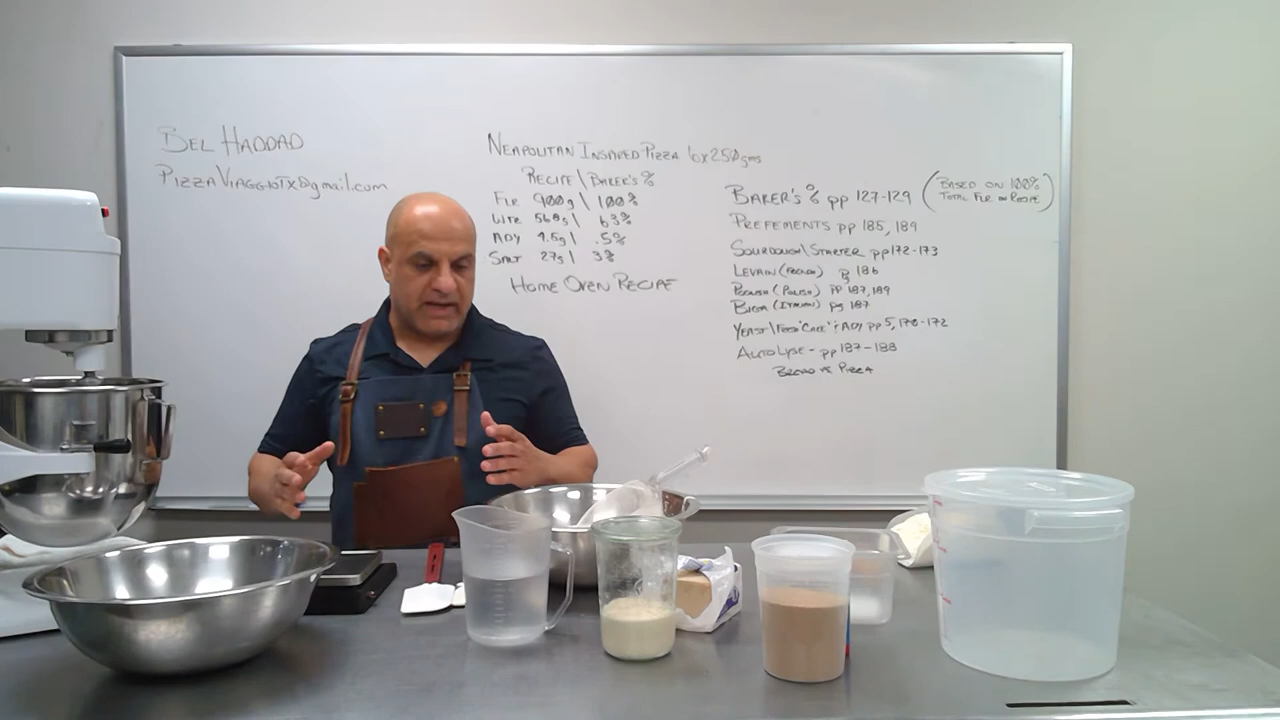 BEL HADDAD
PIZZAVIAGGIOTX@gmail.com
NEAPOLITAN INSPIRED PIZZA 6x250gms
RECIPE \ BAKER'S %
FLR 900g \ 100%
WTR 568g \ 63%
ADY 4.5g \ .5%
SALT 27g \ 3%
HOME OVEN RECIPE
BAKER'S % pp 127-129 (BASED ON 100% TOTAL FLR IN RECIPE)
PREFEMENTS pp 185, 189
SOURDOUGH \ STARTER pp 172-173
LEVAIN (FRENCH) pg 186
POOLISH (POLISH) pp 187, 189
BIGA (ITALIAN) pg 187
YEAST \ FRESH "CAKE" & ADY pp 5, 170-172
AUTOLYSE - pp 187-188
BREAD VS PIZZA